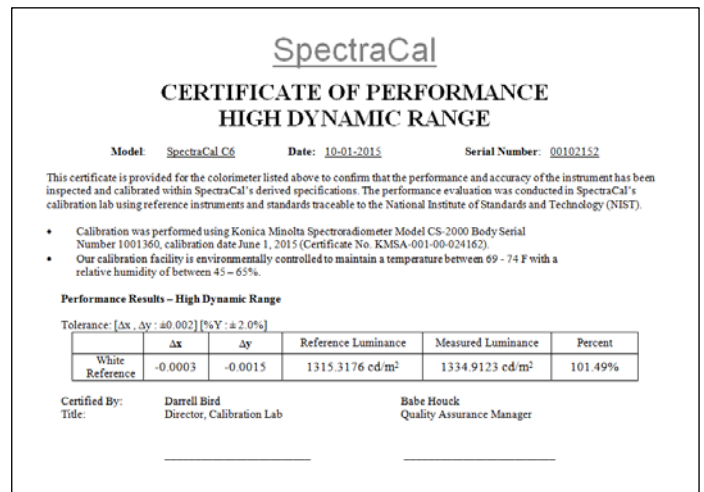 SpectraCal
CERTIFICATE OF PERFORMANCE
HIGH DYNAMIC RANGE
Model: SpectraCal C6 Date: 10-01-2015 Serial Number: 00102152
This certificate is provided for the colorimeter listed above to confirm that the performance and accuracy of the instrument has been
inspected and calibrated within SpectraCal's derived specifications. The performance evaluation was conducted in SpectraCal's
calibration lab using reference instruments and standards traceable to the National Institute of Standards and Technology (NIST).
• Calibration was performed using Konica Minolta Spectroradiometer Model CS-2000 Body Serial
Number 1001360, calibration date June 1, 2015 (Certificate No. KMSA-001-00-024162).
• Our calibration facility is environmentally controlled to maintain a temperature between 69 - 74 F with a
relative humidity of between 45 – 65%.
Performance Results – High Dynamic Range
Tolerance: [Δx , Δy : ±0.002] [%Y : ± 2.0%]
Δx Δy Reference Luminance Measured Luminance Percent
White
Reference -0.0003 -0.0015 1315.3176 cd/m² 1334.9123 cd/m² 101.49%
Certified By: Darrell Bird Babe Houck
Title: Director, Calibration Lab Quality Assurance Manager